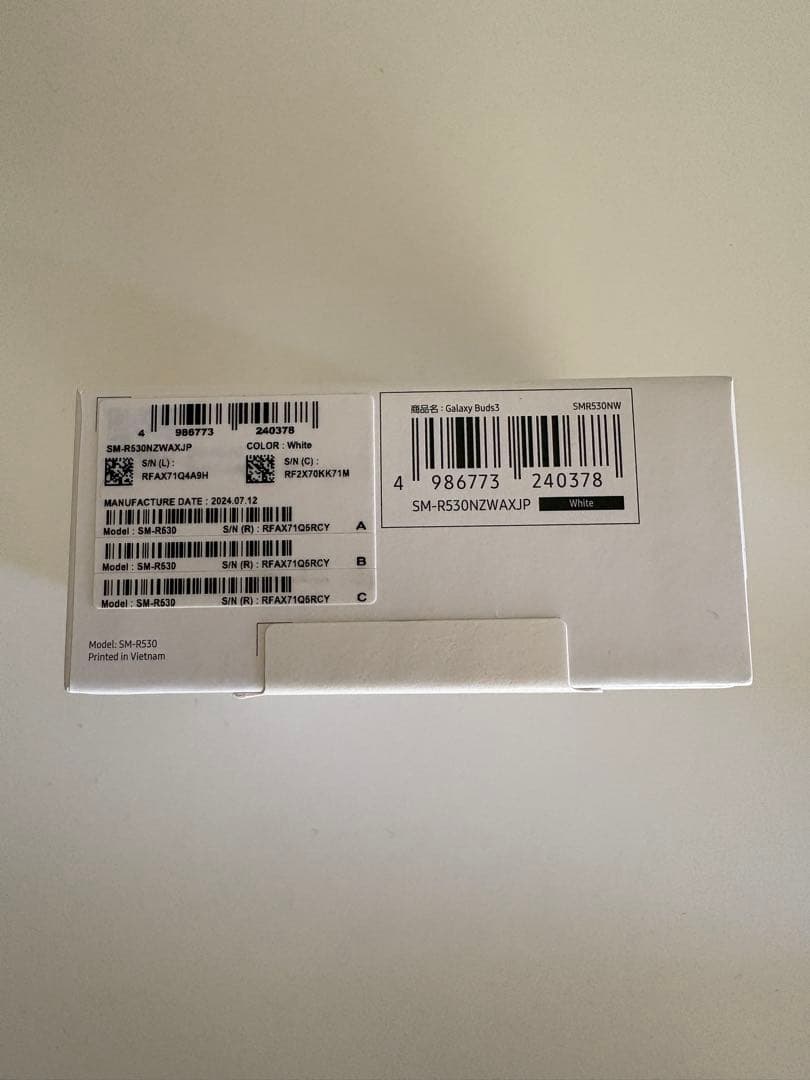 4 986773 240378
SM-R530NZWAXJP COLOR : White
S/N (L) : S/N (C) :
RFAX71Q4A9H RF2X70KK71M
MANUFACTURE DATE : 2024.07.12
Model : SM-R530 S/N (R) : RFAX71Q5RCY A
Model : SM-R530 S/N (R) : RFAX71Q5RCY B
Model : SM-R530 S/N (R) : RFAX71Q5RCY C
商品名 : Galaxy Buds3 SMR530NW
4 986773 240378
SM-R530NZWAXJP White
Model: SM-R530
Printed in Vietnam